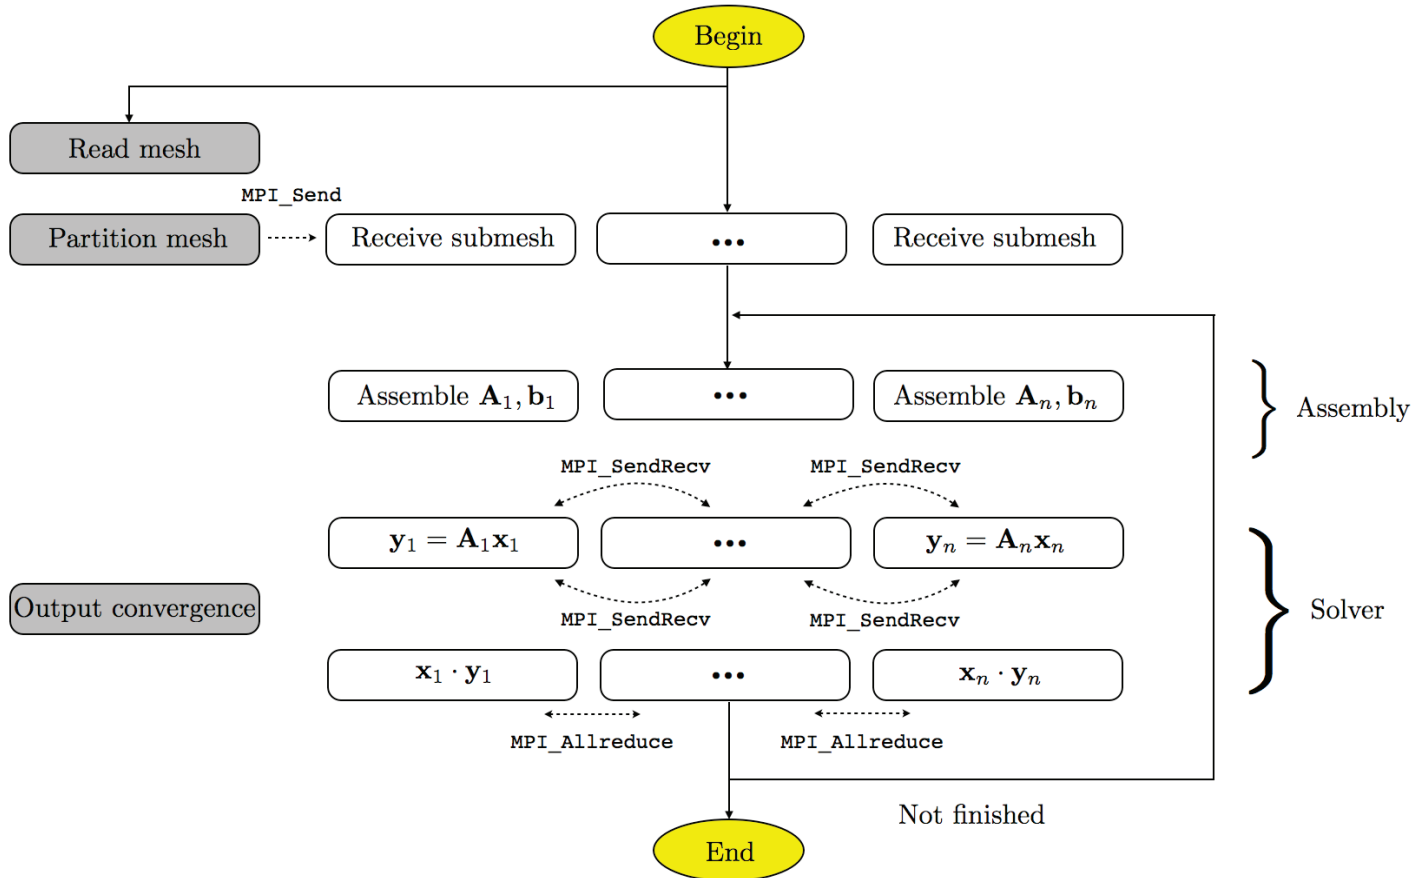 Begin
Read mesh
MPI_Send
Partition mesh
Receive submesh
...
Receive submesh
Assemble A₁, b₁
...
Assemble Aₙ, bₙ
Assembly
MPI_SendRecv
MPI_SendRecv
y₁ = A₁x₁
...
yₙ = Aₙxₙ
Output convergence
MPI_SendRecv
MPI_SendRecv
Solver
x₁ · y₁
...
xₙ · yₙ
MPI_Allreduce
MPI_Allreduce
Not finished
End